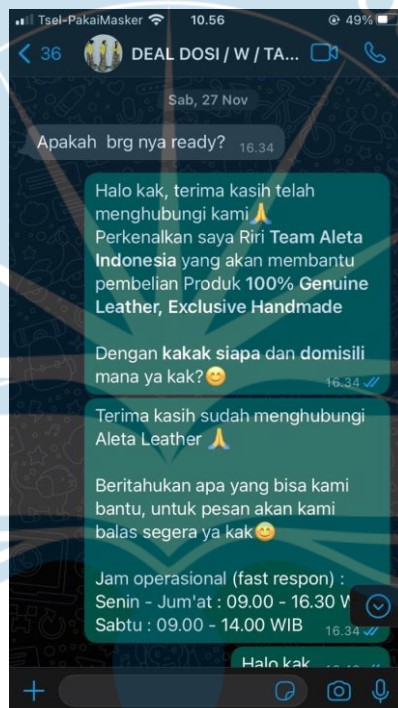 Tsel-PakaiMasker 10.56 49%
36 DEAL DOSI / W / TA...
Sab, 27 Nov
Apakah brg nya ready? 16.34
Halo kak, terima kasih telah
menghubungi kami🙏
Perkenalkan saya Riri Team Aleta
Indonesia yang akan membantu
pembelian Produk 100% Genuine
Leather, Exclusive Handmade
Dengan kakak siapa dan domisili
mana ya kak?😊 16.34
Terima kasih sudah menghubungi
Aleta Leather 🙏
Beritahukan apa yang bisa kami
bantu, untuk pesan akan kami
balas segera ya kak😊
Jam operasional (fast respon) :
Senin - Jum'at : 09.00 - 16.30 W
Sabtu : 09.00 - 14.00 WIB 16.34
Halo kak